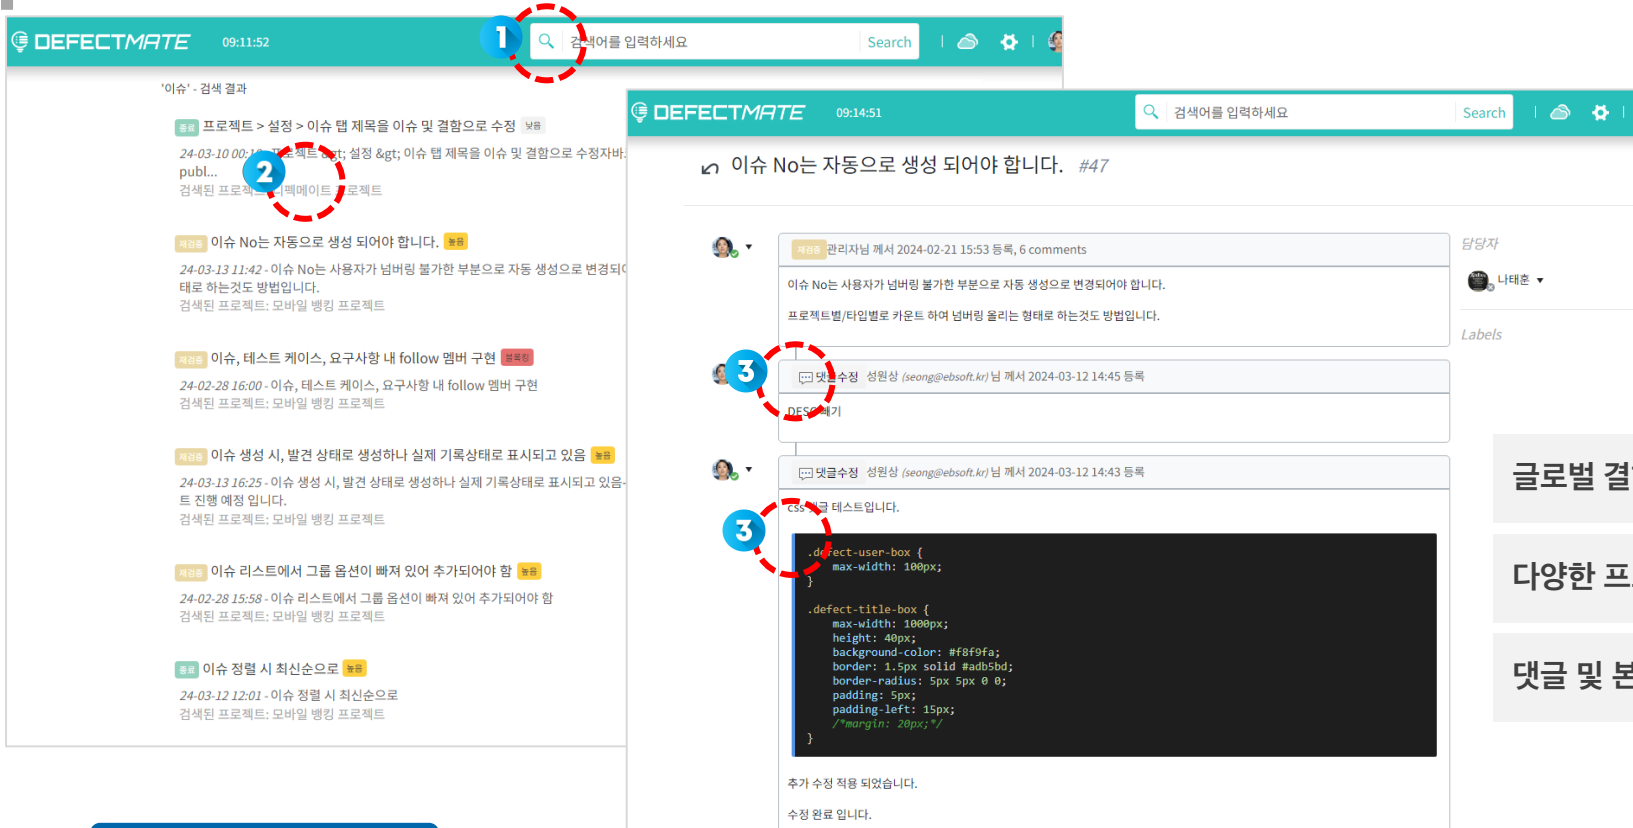 DEFECTMATE 09:11:52
1
검색어를 입력하세요 Search
'이슈' - 검색 결과
종료 프로젝트 > 설정 > 이슈 탭 제목을 이슈 및 결함으로 수정 낮음
24-03-10 00: 프로젝트 &gt; 설정 &gt; 이슈 탭 제목을 이슈 및 결함으로 수정자바.
publ...
2
검색된 프로젝트: 디펙메이트 프로젝트
재검증 이슈 No는 자동으로 생성 되어야 합니다. 높음
24-03-13 11:42 - 이슈 No는 사용자가 넘버링 불가한 부분으로 자동 생성으로 변경되어
태로 하는것도 방법입니다.
검색된 프로젝트: 모바일 뱅킹 프로젝트
재검증 이슈, 테스트 케이스, 요구사항 내 follow 멤버 구현 블록킹
24-02-28 16:00 - 이슈, 테스트 케이스, 요구사항 내 follow 멤버 구현
검색된 프로젝트: 모바일 뱅킹 프로젝트
재검증 이슈 생성 시, 발견 상태로 생성하나 실제 기록상태로 표시되고 있음 높음
24-03-13 16:25 - 이슈 생성 시, 발견 상태로 생성하나 실제 기록상태로 표시되고 있음-
트 진행 예정 입니다.
검색된 프로젝트: 모바일 뱅킹 프로젝트
재검증 이슈 리스트에서 그룹 옵션이 빠져 있어 추가되어야 함 높음
24-02-28 15:58 - 이슈 리스트에서 그룹 옵션이 빠져 있어 추가되어야 함
검색된 프로젝트: 모바일 뱅킹 프로젝트
종료 이슈 정렬 시 최신순으로 높음
24-03-12 12:01 - 이슈 정렬 시 최신순으로
검색된 프로젝트: 모바일 뱅킹 프로젝트
DEFECTMATE 09:14:51
검색어를 입력하세요 Search
이슈 No는 자동으로 생성 되어야 합니다. #47
재검증 관리자님 께서 2024-02-21 15:53 등록, 6 comments
이슈 No는 사용자가 넘버링 불가한 부분으로 자동 생성으로 변경되어야 합니다.
프로젝트별/타입별로 카운트 하여 넘버링 올리는 형태로 하는것도 방법입니다.
담당자
나태훈
Labels
3
댓글수정 성원상 (seong@ebsoft.kr) 님 께서 2024-03-12 14:45 등록
DESC 빼기
댓글수정 성원상 (seong@ebsoft.kr) 님 께서 2024-03-12 14:43 등록
css 댓글 테스트입니다.
3
.defect-user-box {
max-width: 100px;
}
.defect-title-box {
max-width: 1000px;
height: 40px;
background-color: #f8f9fa;
border: 1.5px solid #adb5bd;
border-radius: 5px 5px 0 0;
padding: 5px;
padding-left: 15px;
/*margin: 20px;*/
}
추가 수정 적용 되었습니다.
수정 완료 입니다.
글로벌
다양한
댓글 및